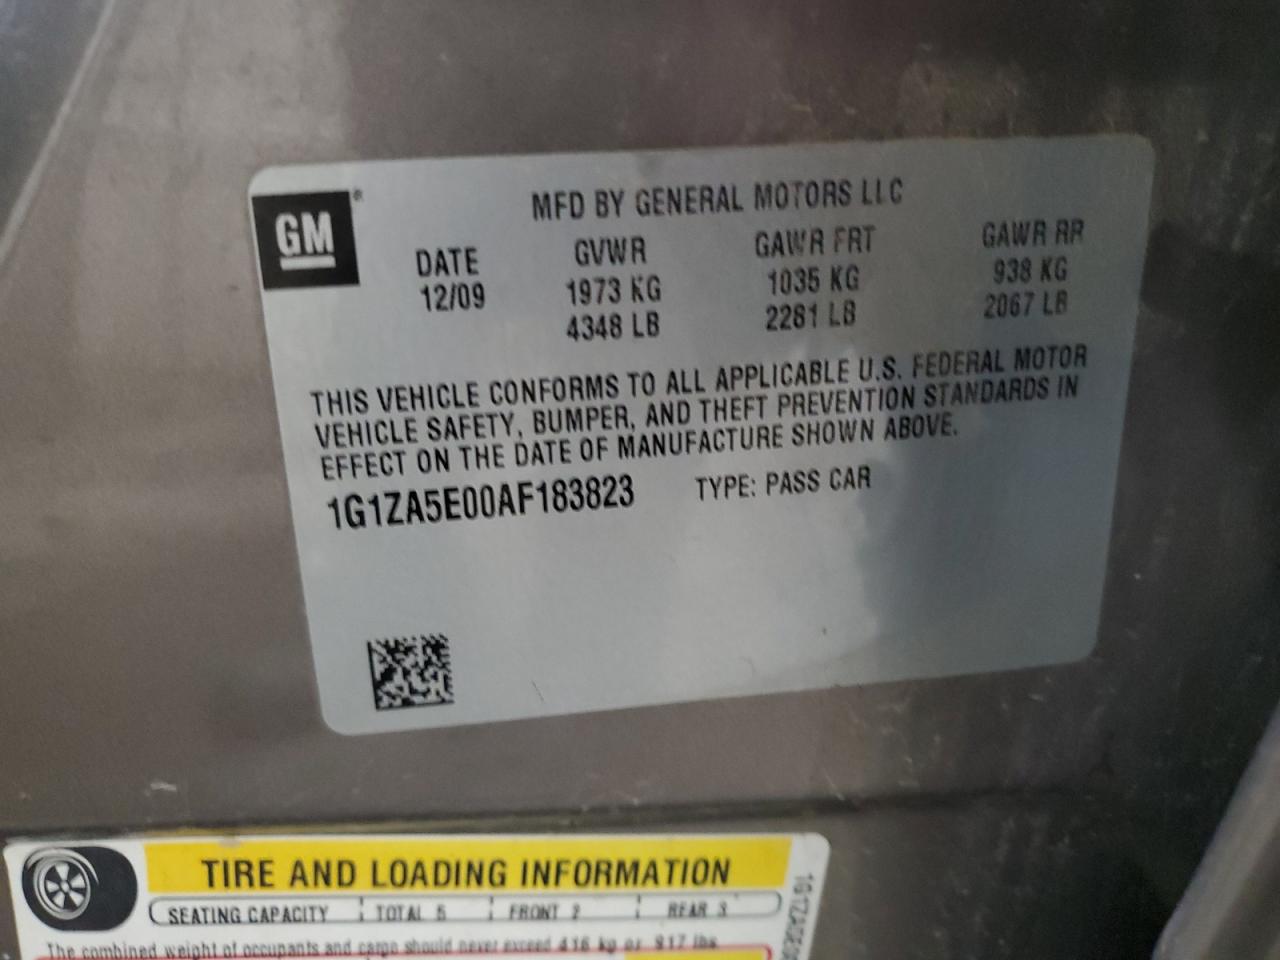 GM®
MFD BY GENERAL MOTORS LLC
DATE GVWR GAWR FRT GAWR RR
12/09 1973 KG 1035 KG 938 KG
4348 LB 2281 LB 2067 LB
THIS VEHICLE CONFORMS TO ALL APPLICABLE U.S. FEDERAL MOTOR
VEHICLE SAFETY, BUMPER, AND THEFT PREVENTION STANDARDS IN
EFFECT ON THE DATE OF MANUFACTURE SHOWN ABOVE.
1G1ZA5E00AF183823 TYPE: PASS CAR
TIRE AND LOADING INFORMATION
SEATING CAPACITY TOTAL 5 FRONT 2 REAR 3
The combined weight of occupants and cargo should never exceed 416 kg or 917 lbs